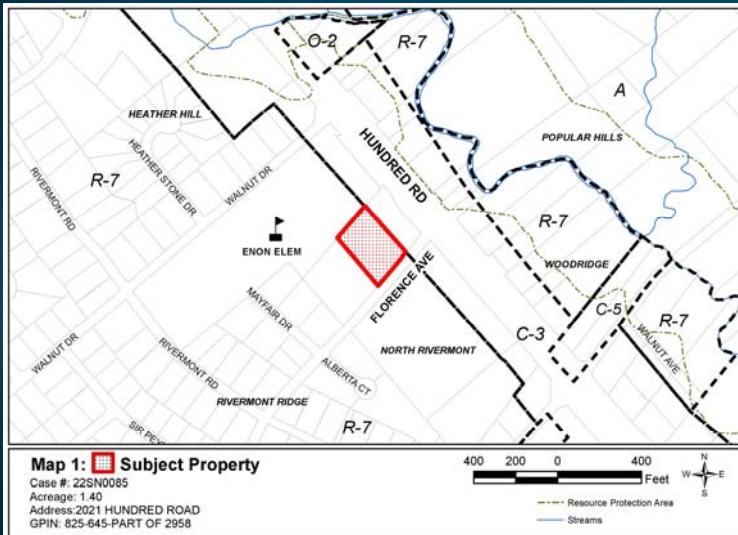 O-2
R-7
A
HEATHER HILL
HUNDRED RD
POPULAR HILLS
HEATHER STONE DR
WALNUT DR
RIVERMONT RD
R-7
R-7
ENON ELEM
WOODRIDGE
FLORENCE AVE
MAYFAIR DR
C-5
R-7
C-3
WALNUT AVE
WALNUT DR
RIVERMONT RD
NORTH RIVERMONT
ALBERTA CT
RIVERMONT RIDGE
R-7
Map 1: Subject Property
Case #: 22SN0085
Acreage: 1.40
Address:2021 HUNDRED ROAD
GPIN: 825-645-PART OF 2958
400 200 0 400
Feet
N
W E
S
Resource Protection Area
Streams